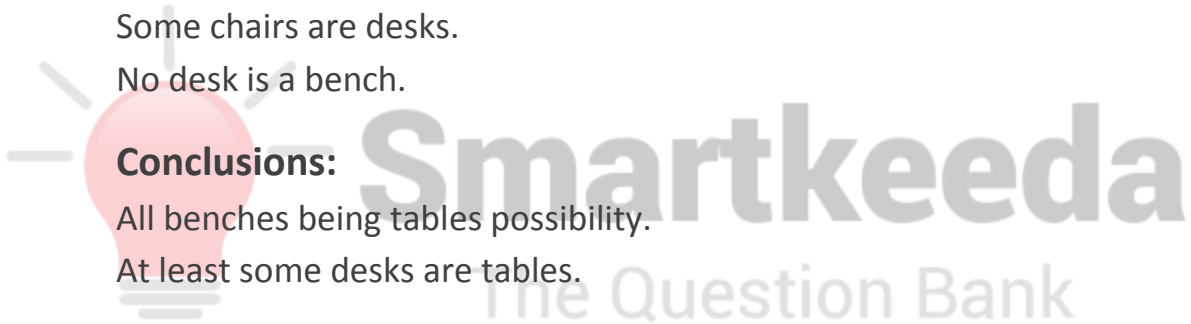 Some chairs are desks.
No desk is a bench.
Smartkeeda
Conclusions:
All benches being tables possibility.
At least some desks are tables.
The Question Bank